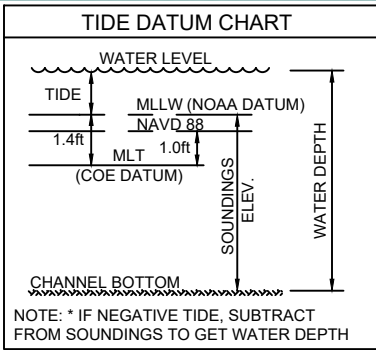 TIDE DATUM CHART
WATER LEVEL
TIDE
MLLW (NOAA DATUM)
NAVD 88
1.4ft
1.0ft
MLT
(COE DATUM)
SOUNDINGS
ELEV.
WATER DEPTH
CHANNEL BOTTOM
NOTE: * IF NEGATIVE TIDE, SUBTRACT
FROM SOUNDINGS TO GET WATER DEPTH